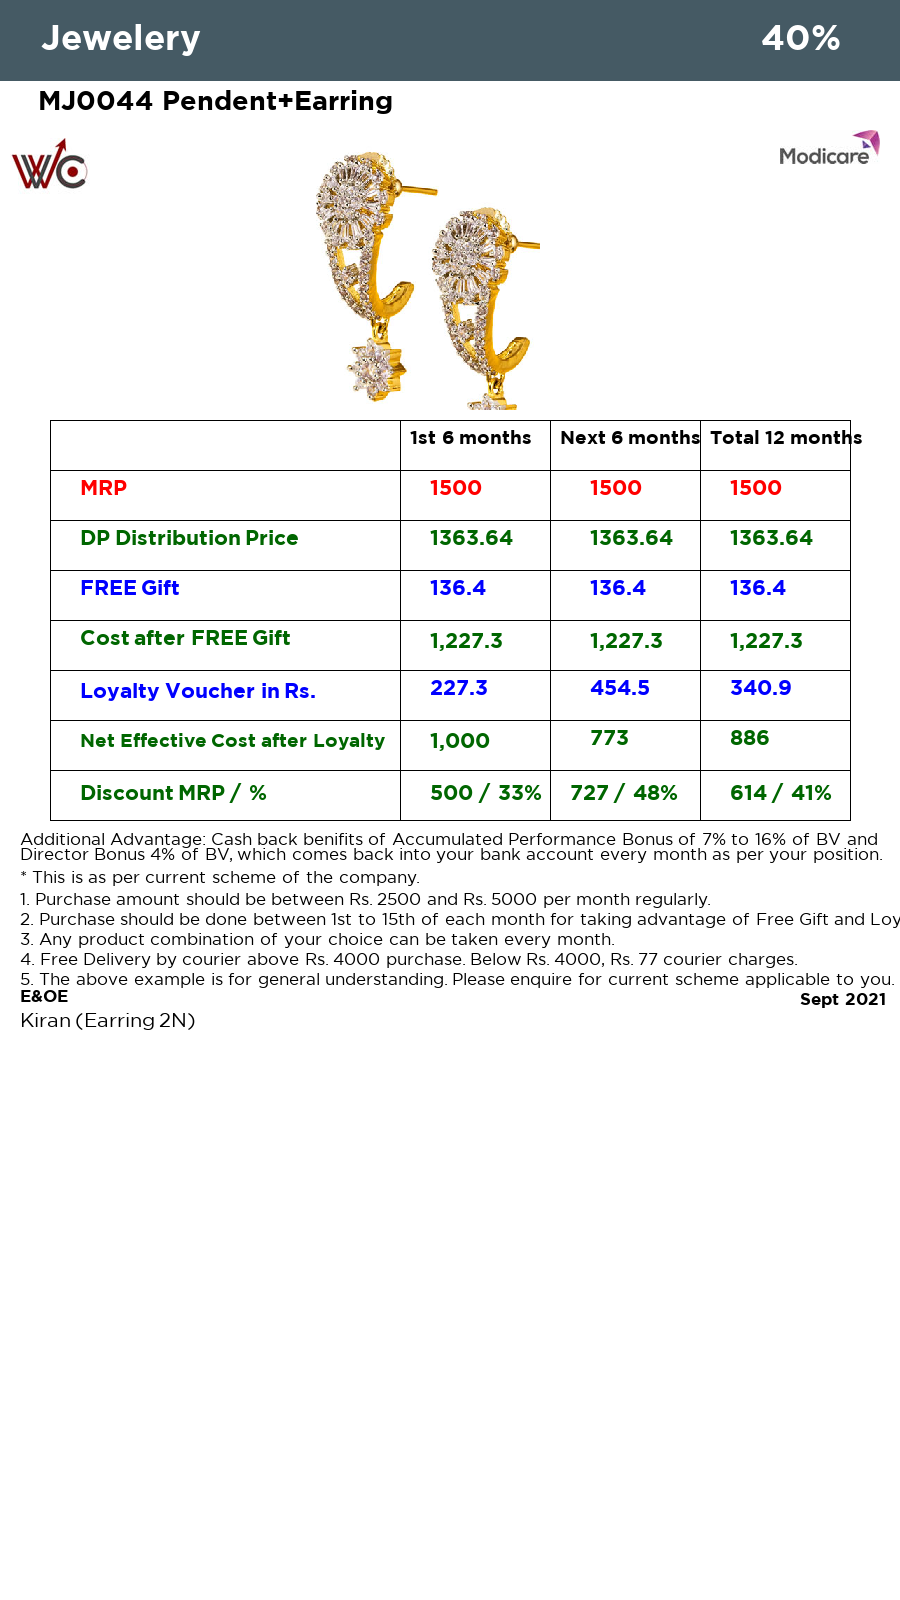 Jewelery 40%
MJ0044 Pendent+Earring
WC
Modicare
1st 6 months Next 6 months Total 12 months
MRP 1500 1500 1500
DP Distribution Price 1363.64 1363.64 1363.64
FREE Gift 136.4 136.4 136.4
Cost after FREE Gift 1,227.3 1,227.3 1,227.3
Loyalty Voucher in Rs. 227.3 454.5 340.9
Net Effective Cost after Loyalty 1,000 773 886
Discount MRP / % 500 / 33% 727 / 48% 614 / 41%
Additional Advantage: Cash back benifits of Accumulated Performance Bonus of 7% to 16% of BV and
Director Bonus 4% of BV, which comes back into your bank account every month as per your position.
* This is as per current scheme of the company.
1. Purchase amount should be between Rs. 2500 and Rs. 5000 per month regularly.
2. Purchase should be done between 1st to 15th of each month for taking advantage of Free Gift and Loy
3. Any product combination of your choice can be taken every month.
4. Free Delivery by courier above Rs. 4000 purchase. Below Rs. 4000, Rs. 77 courier charges.
5. The above example is for general understanding. Please enquire for current scheme applicable to you.
E&OE
Sept 2021
Kiran (Earring 2N)